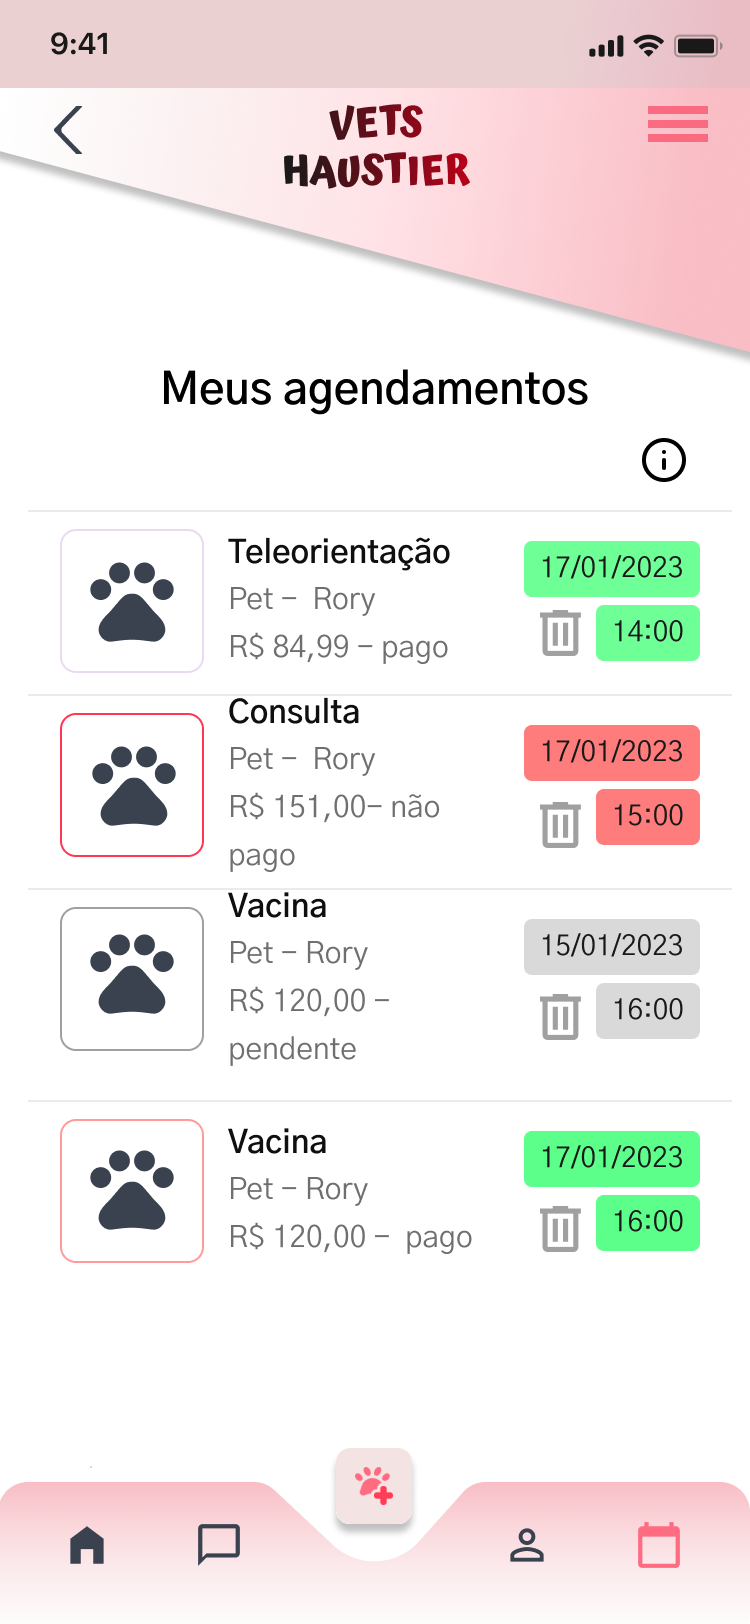 9:41
VETS
HAUSTIER
Meus agendamentos
Teleorientação
Pet - Rory
R$ 84,99 - pago
17/01/2023
14:00
Consulta
Pet - Rory
R$ 151,00- não
pago
17/01/2023
15:00
Vacina
Pet - Rory
R$ 120,00 -
pendente
15/01/2023
16:00
Vacina
Pet - Rory
R$ 120,00 - pago
17/01/2023
16:00